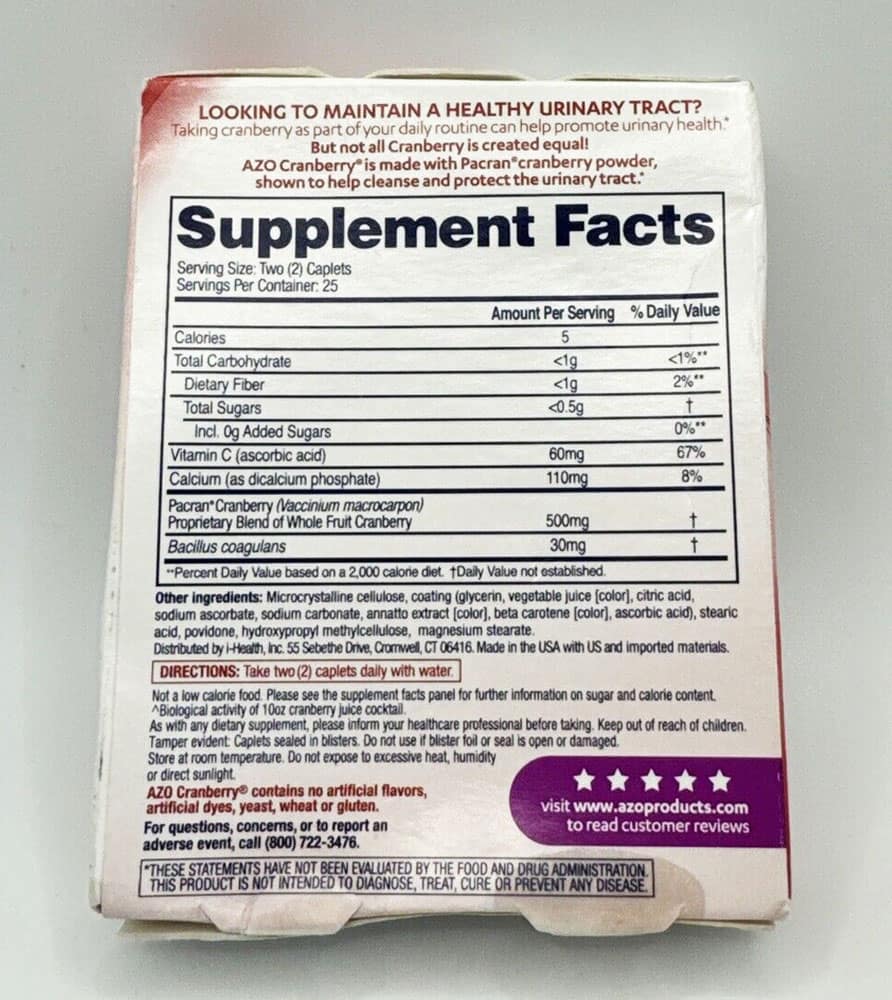 LOOKING TO MAINTAIN A HEALTHY URINARY TRACT?
Taking cranberry as part of your daily routine can help promote urinary health.*
But not all Cranberry is created equal!
AZO Cranberry® is made with Pacran® cranberry powder,
shown to help cleanse and protect the urinary tract.*
Supplement Facts
Serving Size: Two (2) Caplets
Servings Per Container: 25
Amount Per Serving % Daily Value
Calories 5
Total Carbohydrate <1g <1%**
Dietary Fiber <1g 2%**
Total Sugars <0.5g †
Incl. 0g Added Sugars 0%**
Vitamin C (ascorbic acid) 60mg 67%
Calcium (as dicalcium phosphate) 110mg 8%
Pacran® Cranberry (Vaccinium macrocarpon)
Proprietary Blend of Whole Fruit Cranberry 500mg †
Bacillus coagulans 30mg †
**Percent Daily Value based on a 2,000 calorie diet. †Daily Value not established.
Other ingredients: Microcrystalline cellulose, coating (glycerin, vegetable juice [color], citric acid,
sodium ascorbate, sodium carbonate, annatto extract [color], beta carotene [color], ascorbic acid), stearic
acid, povidone, hydroxypropyl methylcellulose, magnesium stearate.
Distributed by i-Health, Inc. 55 Sebethe Drive, Cromwell, CT 06416. Made in the USA with US and imported materials.
DIRECTIONS: Take two (2) caplets daily with water.
Not a low calorie food. Please see the supplement facts panel for further information on sugar and calorie content.
^Biological activity of 10oz cranberry juice cocktail.
As with any dietary supplement, please inform your healthcare professional before taking. Keep out of reach of children.
Tamper evident: Caplets sealed in blisters. Do not use if blister foil or seal is open or damaged.
Store at room temperature. Do not expose to excessive heat, humidity
or direct sunlight.
AZO Cranberry® contains no artificial flavors,
artificial dyes, yeast, wheat or gluten.
For questions, concerns, or to report an
adverse event, call (800) 722-3476.
visit www.azoproducts.com
to read customer reviews
*THESE STATEMENTS HAVE NOT BEEN EVALUATED BY THE FOOD AND DRUG ADMINISTRATION.
THIS PRODUCT IS NOT INTENDED TO DIAGNOSE, TREAT, CURE OR PREVENT ANY DISEASE.